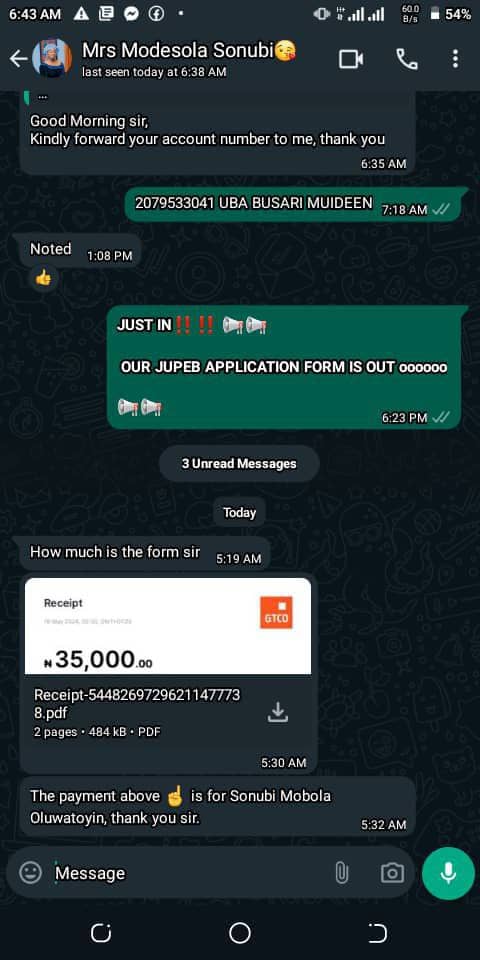 6:43 AM
60.0 B/s
54%
Mrs Modesola Sonubi😘
last seen today at 6:38 AM
...
Good Morning sir,
Kindly forward your account number to me, thank you
6:35 AM
2079533041 UBA BUSARI MUIDEEN 7:18 AM
Noted 1:08 PM
👍
JUST IN‼️ ‼️ 📢📢
OUR JUPEB APPLICATION FORM IS OUT oooooo
📢📢
6:23 PM
3 Unread Messages
Today
How much is the form sir 5:19 AM
Receipt
GTCO
₦35,000.00
Receipt-5448269729621147773
8.pdf
2 pages • 484 kB • PDF
5:30 AM
The payment above ☝️ is for Sonubi Mobola
Oluwatoyin, thank you sir.
5:32 AM
Message